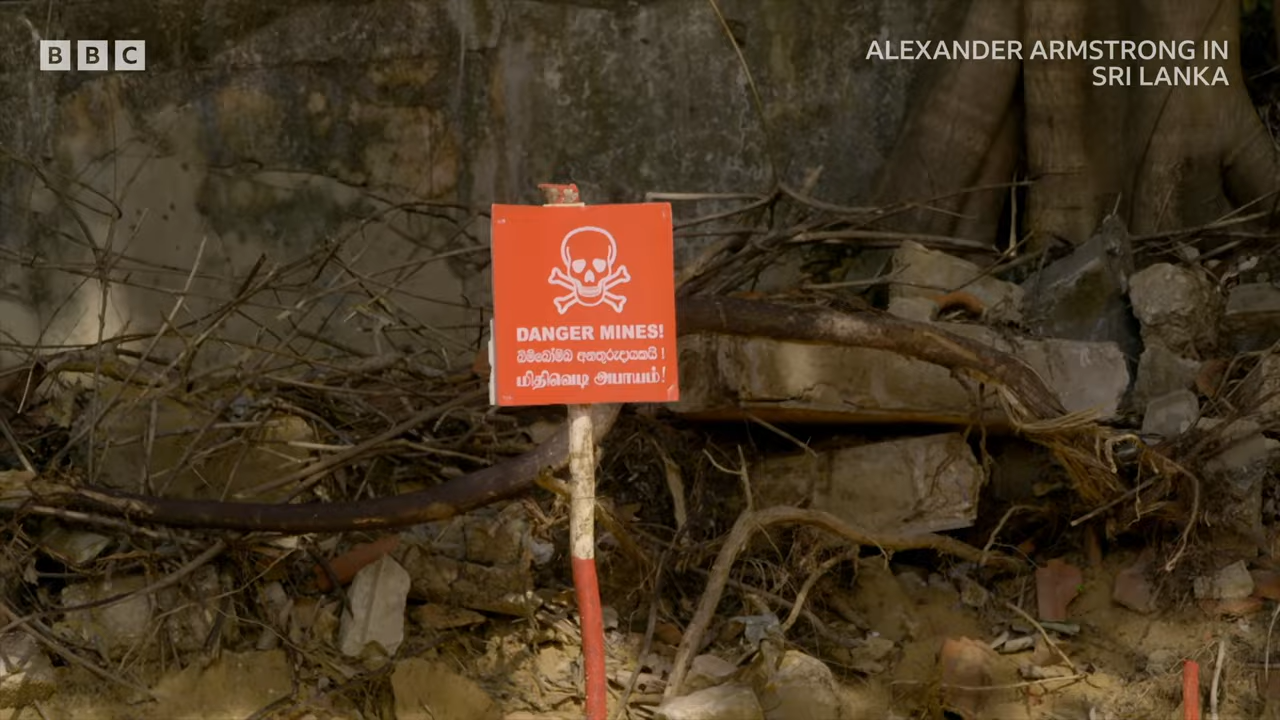 BBC
ALEXANDER ARMSTRONG IN
SRI LANKA
DANGER MINES!
බිම්බෝම්බ අනතුරුදායකයි !
மிதிவெடி அபாயம்!